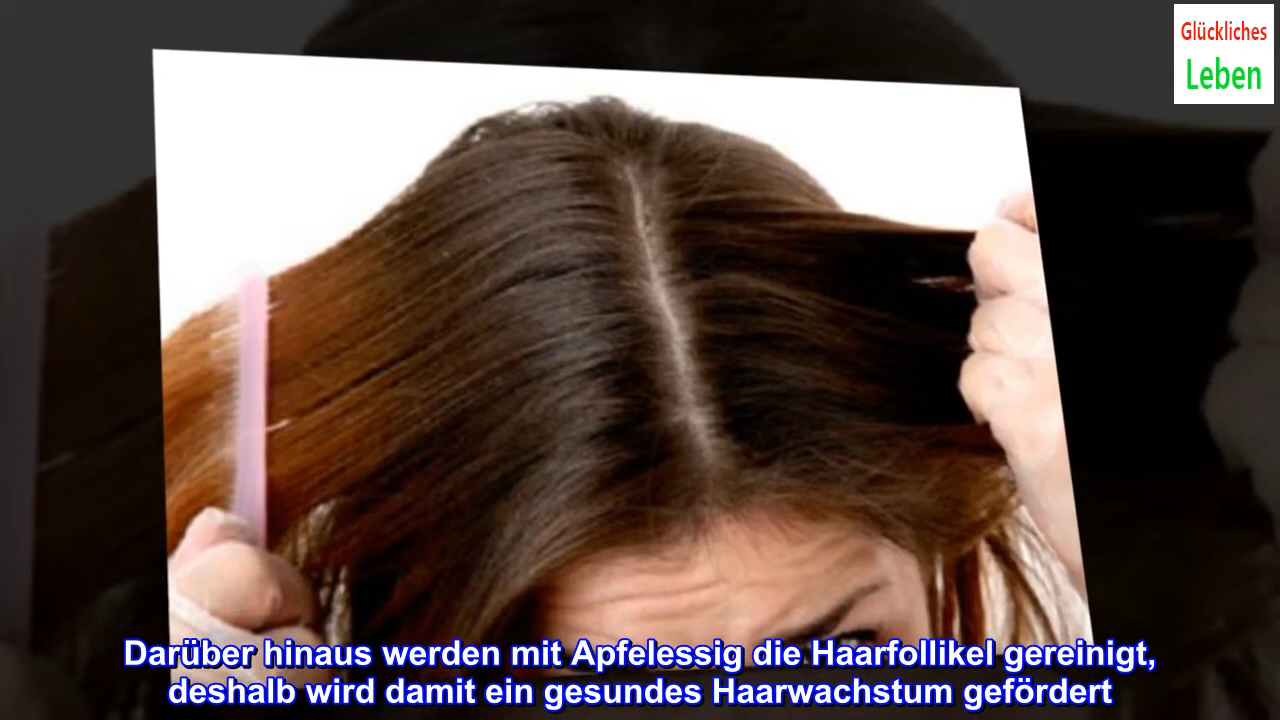 Glückliches
Leben
Darüber hinaus werden mit Apfelessig die Haarfollikel gereinigt,
deshalb wird damit ein gesundes Haarwachstum gefördert